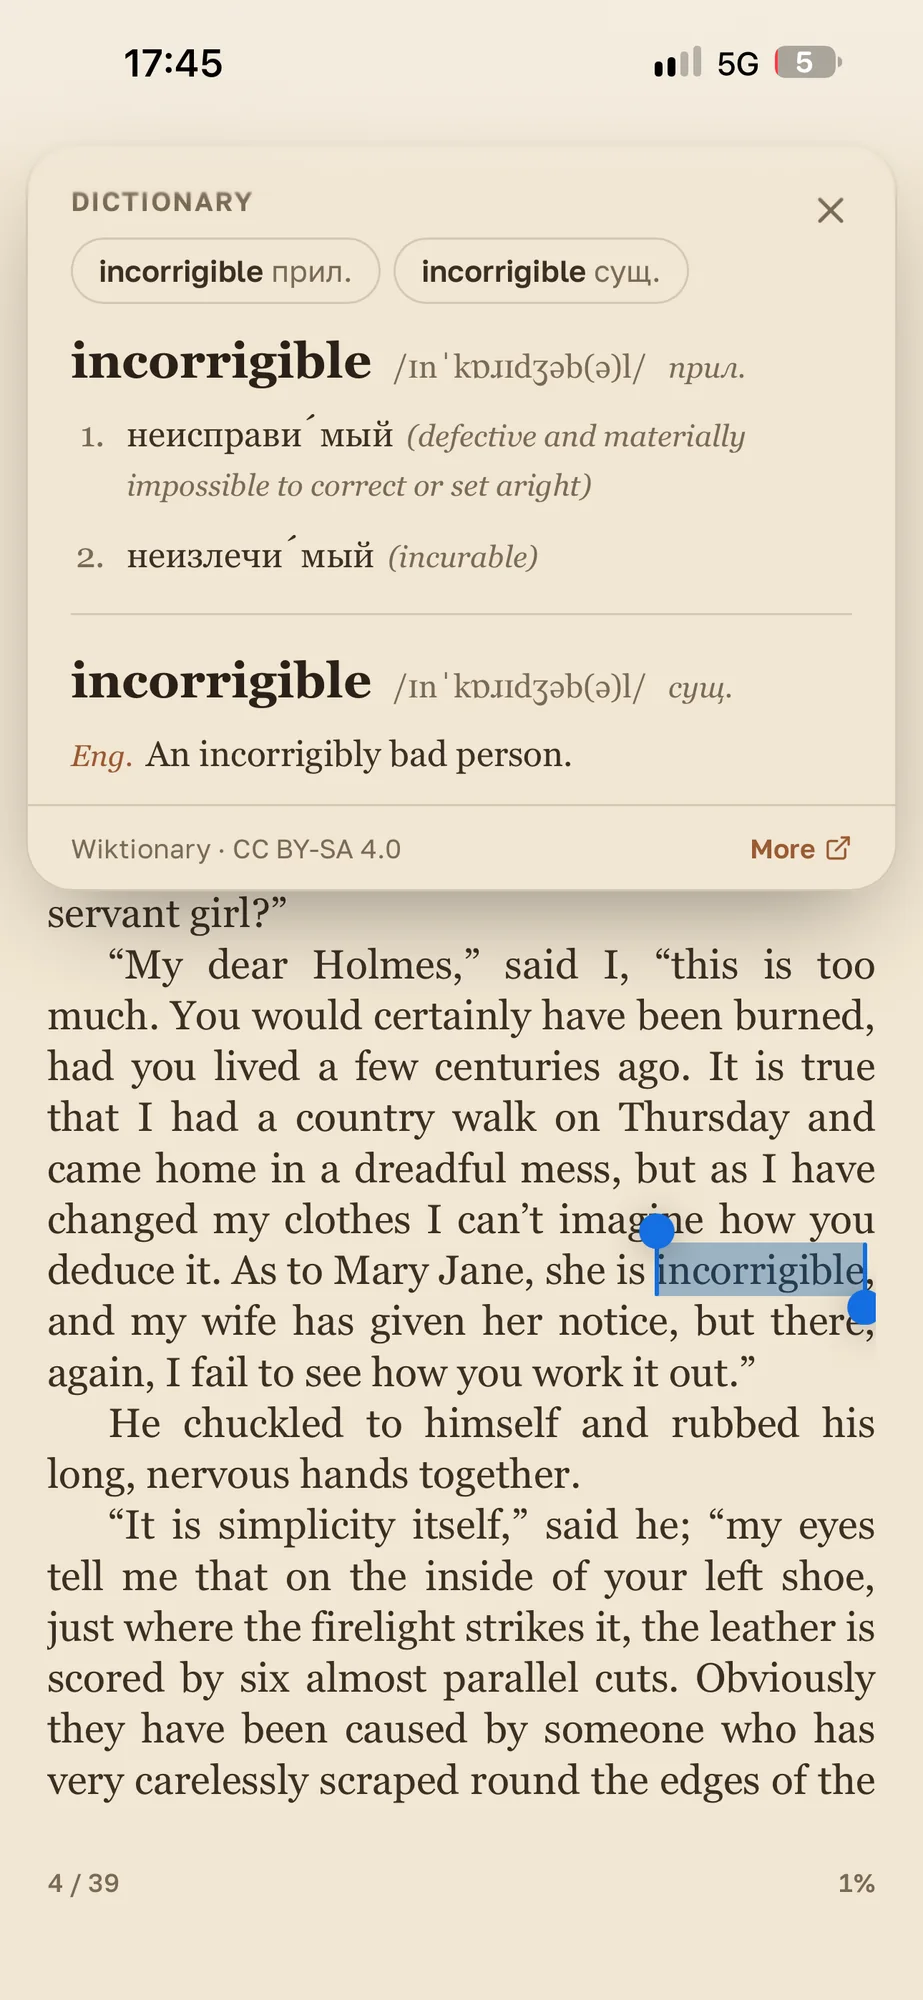 17:45 5G 5
DICTIONARY
incorrigible прил. incorrigible сущ.
incorrigible /ɪnˈkɒɹɪdʒəb(ə)l/ прил.
1. неисправи́мый (defective and materially
impossible to correct or set aright)
2. неизлечи́мый (incurable)
incorrigible /ɪnˈkɒɹɪdʒəb(ə)l/ сущ.
Eng. An incorrigibly bad person.
Wiktionary · CC BY-SA 4.0 More
servant girl?”
“My dear Holmes,” said I, “this is too
much. You would certainly have been burned,
had you lived a few centuries ago. It is true
that I had a country walk on Thursday and
came home in a dreadful mess, but as I have
changed my clothes I can’t imagine how you
deduce it. As to Mary Jane, she is incorrigible,
and my wife has given her notice, but there,
again, I fail to see how you work it out.”
He chuckled to himself and rubbed his
long, nervous hands together.
“It is simplicity itself,” said he; “my eyes
tell me that on the inside of your left shoe,
just where the firelight strikes it, the leather is
scored by six almost parallel cuts. Obviously
they have been caused by someone who has
very carelessly scraped round the edges of the
4 / 39 1%